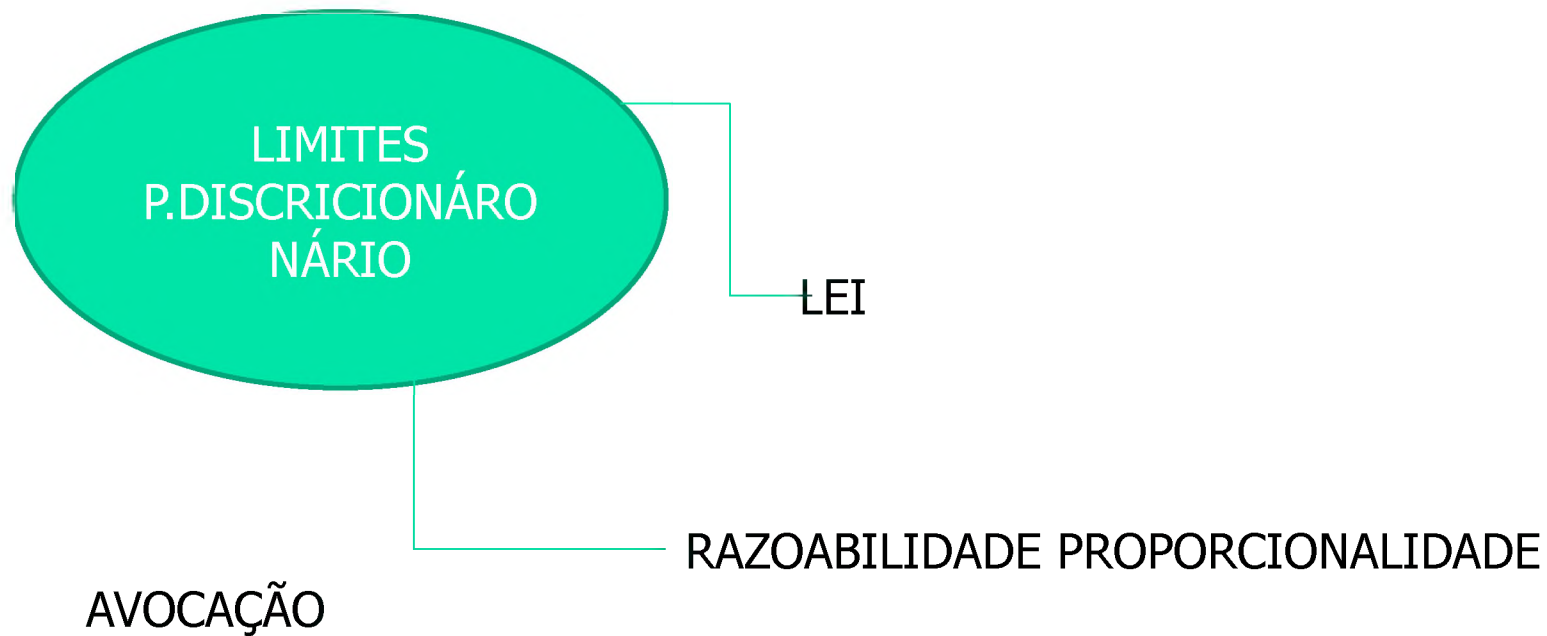 LIMITES
P.DISCRICIONÁRO
NÁRIO
LEI
RAZOABILIDADE PROPORCIONALIDADE
AVOCAÇÃO